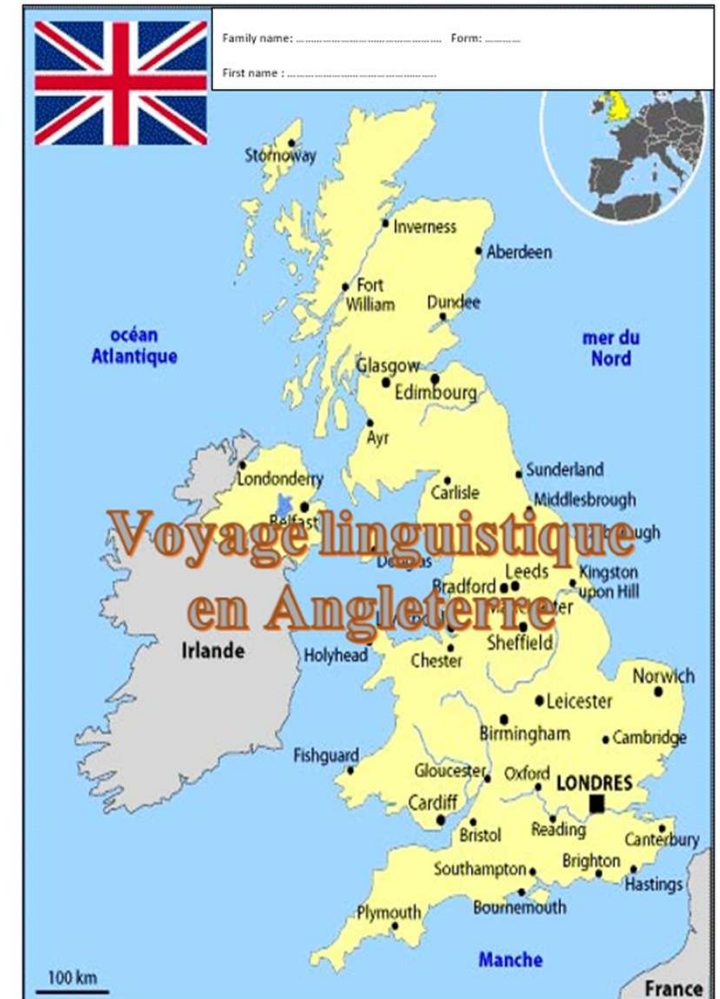 Family name: ……………………………………. Form: …………
First name : ……………………………………..
Stornoway
Inverness
Aberdeen
Fort
William
Dundee
océan
Atlantique
mer du
Nord
Glasgow
Edimbourg
Ayr
Londonderry
Sunderland
Carlisle
Middlesbrough
Belfast
Voyage linguistique
Leeds
Kingston
upon Hill
Bradford
en Angleterre
Sheffield
Irlande
Holyhead
Chester
Norwich
Leicester
Birmingham
Cambridge
Fishguard
Gloucester
Oxford
LONDRES
Cardiff
Bristol
Reading
Canterbury
Southampton
Brighton
Hastings
Bournemouth
Plymouth
Manche
100 km
France